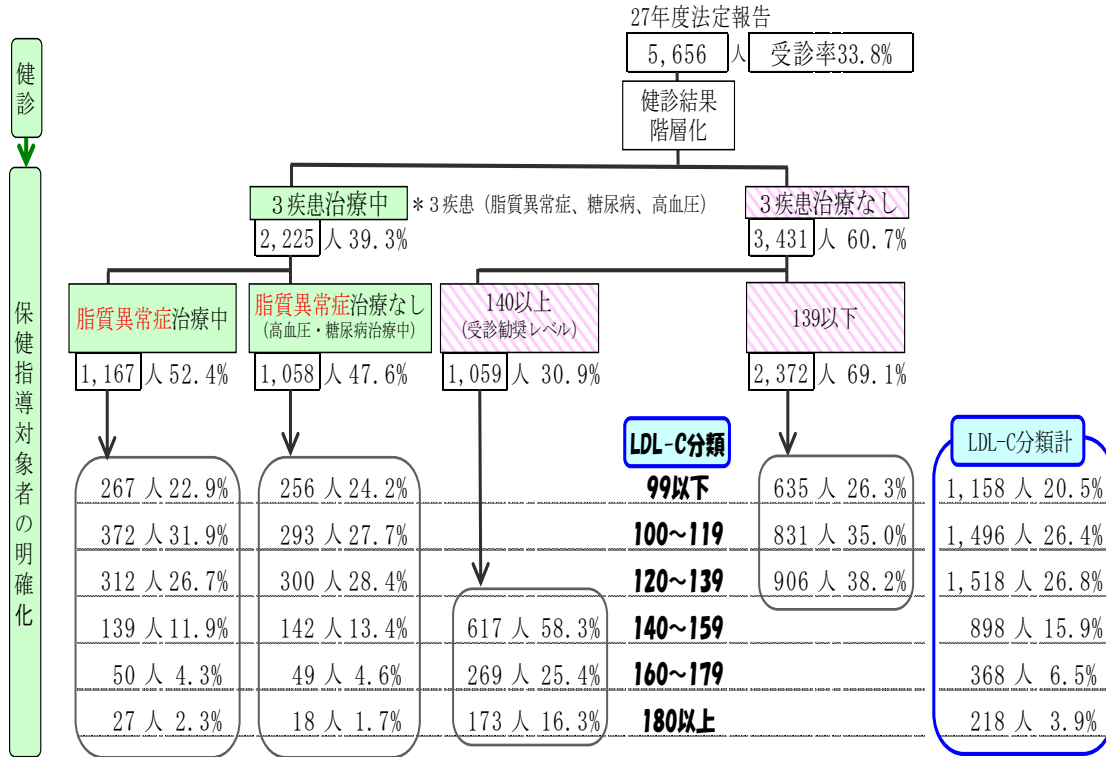 27年度法定報告
5,656 人 受診率33.8%
健診
健診結果
階層化
3疾患治療中 *3疾患(脂質異常症、糖尿病、高血圧) 3疾患治療なし
2,225 人 39.3% 3,431 人 60.7%
保健指導対象者の明確化
脂質異常症治療中 脂質異常症治療なし 140以上 139以下
(高血圧・糖尿病治療中) (受診勧奨レベル)
1,167 人 52.4% 1,058 人 47.6% 1,059 人 30.9% 2,372 人 69.1%
LDL-C分類 LDL-C分類計
267 人 22.9% 256 人 24.2% 99以下 635 人 26.3% 1,158 人 20.5%
372 人 31.9% 293 人 27.7% 100~119 831 人 35.0% 1,496 人 26.4%
312 人 26.7% 300 人 28.4% 120~139 906 人 38.2% 1,518 人 26.8%
139 人 11.9% 142 人 13.4% 617 人 58.3% 140~159 898 人 15.9%
50 人 4.3% 49 人 4.6% 269 人 25.4% 160~179 368 人 6.5%
27 人 2.3% 18 人 1.7% 173 人 16.3% 180以上 218 人 3.9%